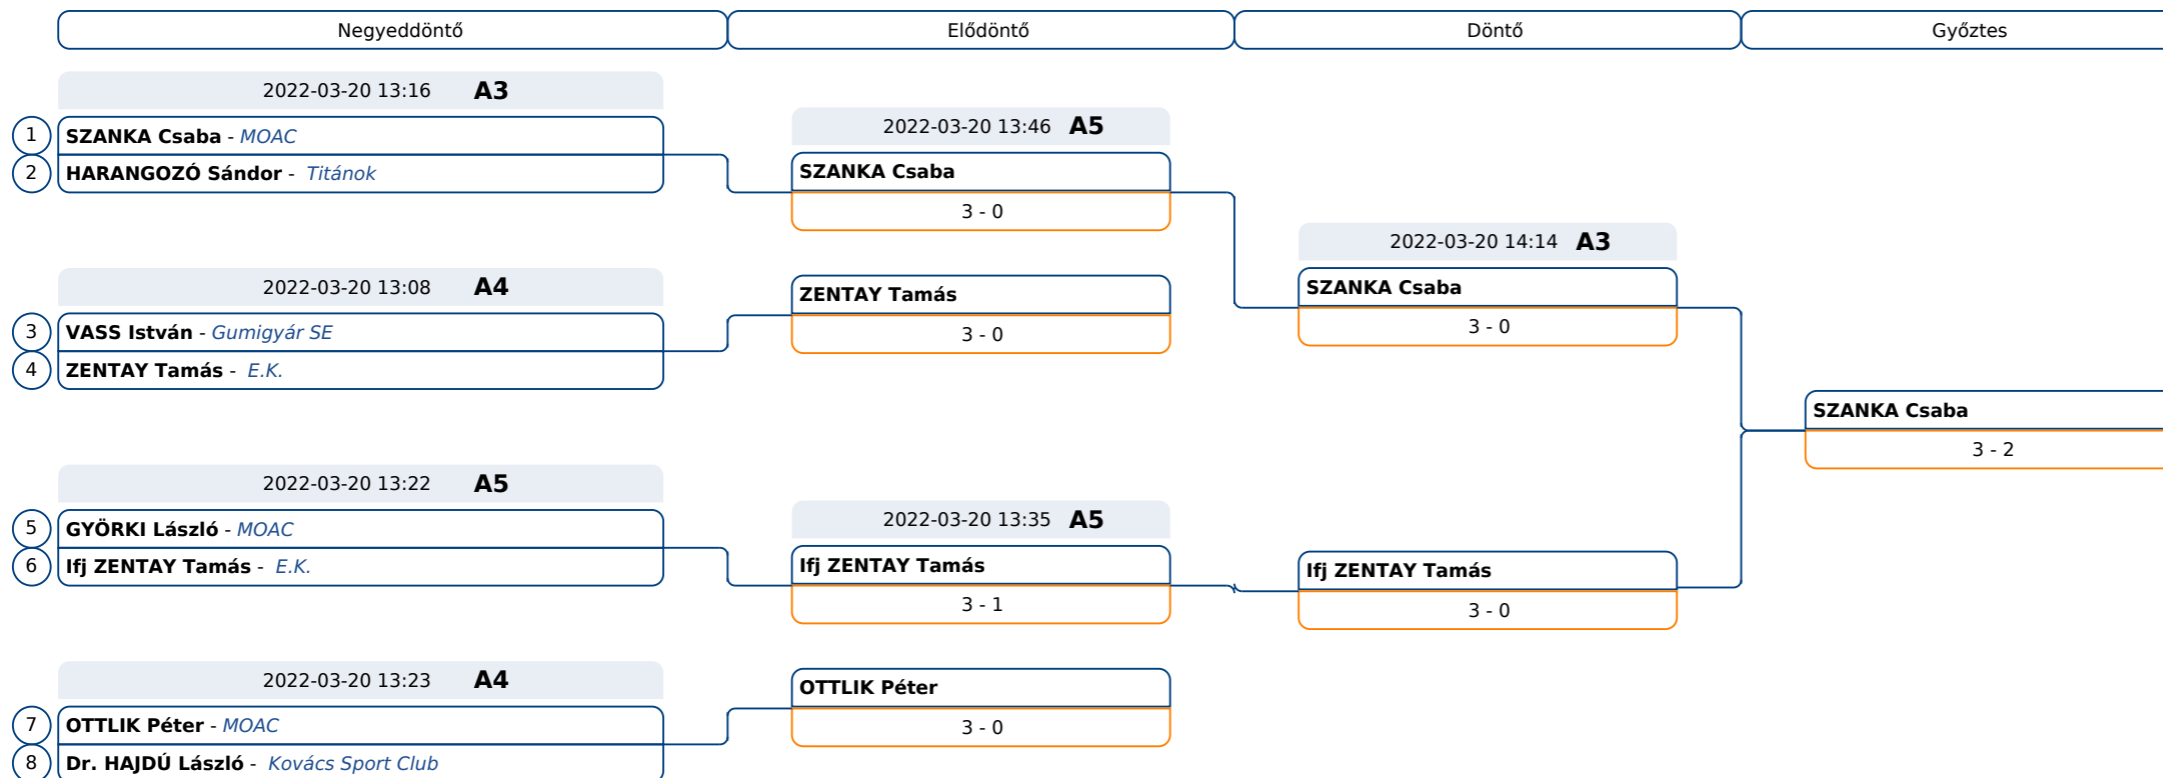 Negyeddöntő
Elődöntő
Döntő
Győztes
2022-03-20 13:16 A3
1 SZANKA Csaba - MOAC
2 HARANGOZÓ Sándor - Titánok
2022-03-20 13:08 A4
3 VASS István - Gumigyár SE
4 ZENTAY Tamás - E.K.
2022-03-20 13:22 A5
5 GYÖRKI László - MOAC
6 Ifj ZENTAY Tamás - E.K.
2022-03-20 13:23 A4
7 OTTLIK Péter - MOAC
8 Dr. HAJDÚ László - Kovács Sport Club
2022-03-20 13:46 A5
SZANKA Csaba
3 - 0
ZENTAY Tamás
3 - 0
2022-03-20 13:35 A5
Ifj ZENTAY Tamás
3 - 1
OTTLIK Péter
3 - 0
2022-03-20 14:14 A3
SZANKA Csaba
3 - 0
Ifj ZENTAY Tamás
3 - 0
SZANKA Csaba
3 - 2